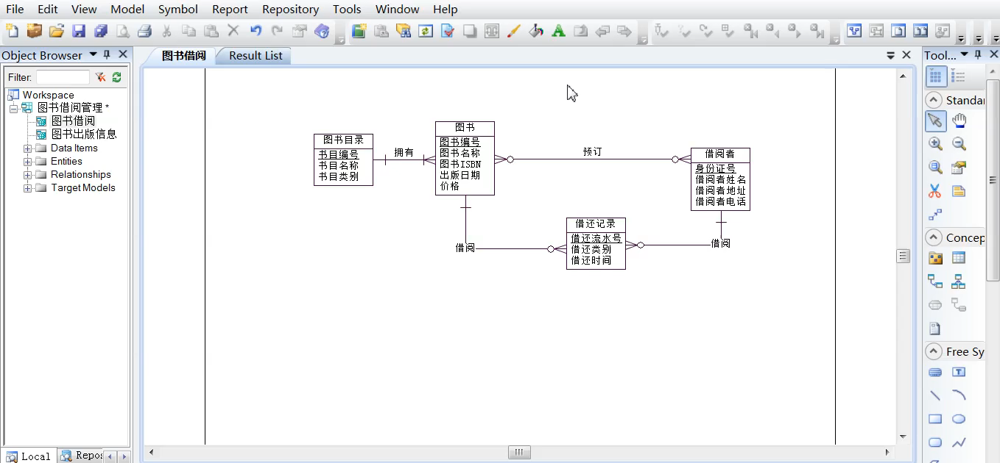 File Edit View Model Symbol Report Repository Tools Window Help
Object Browser
图书借阅
Result List
Tool...
Filter:
Workspace
图书借阅管理 *
图书借阅
图书出版信息
Data Items
Entities
Relationships
Target Models
Local
Repos
图书目录
书目编号
书目名称
书目类别
拥有
图书
图书编号
图书名称
图书ISBN
出版日期
价格
预订
借阅者
身份证号
借阅者姓名
借阅者地址
借阅者电话
借阅
借还记录
借还流水号
借还类别
借还时间
借阅
Standar
Concep
Free Sy